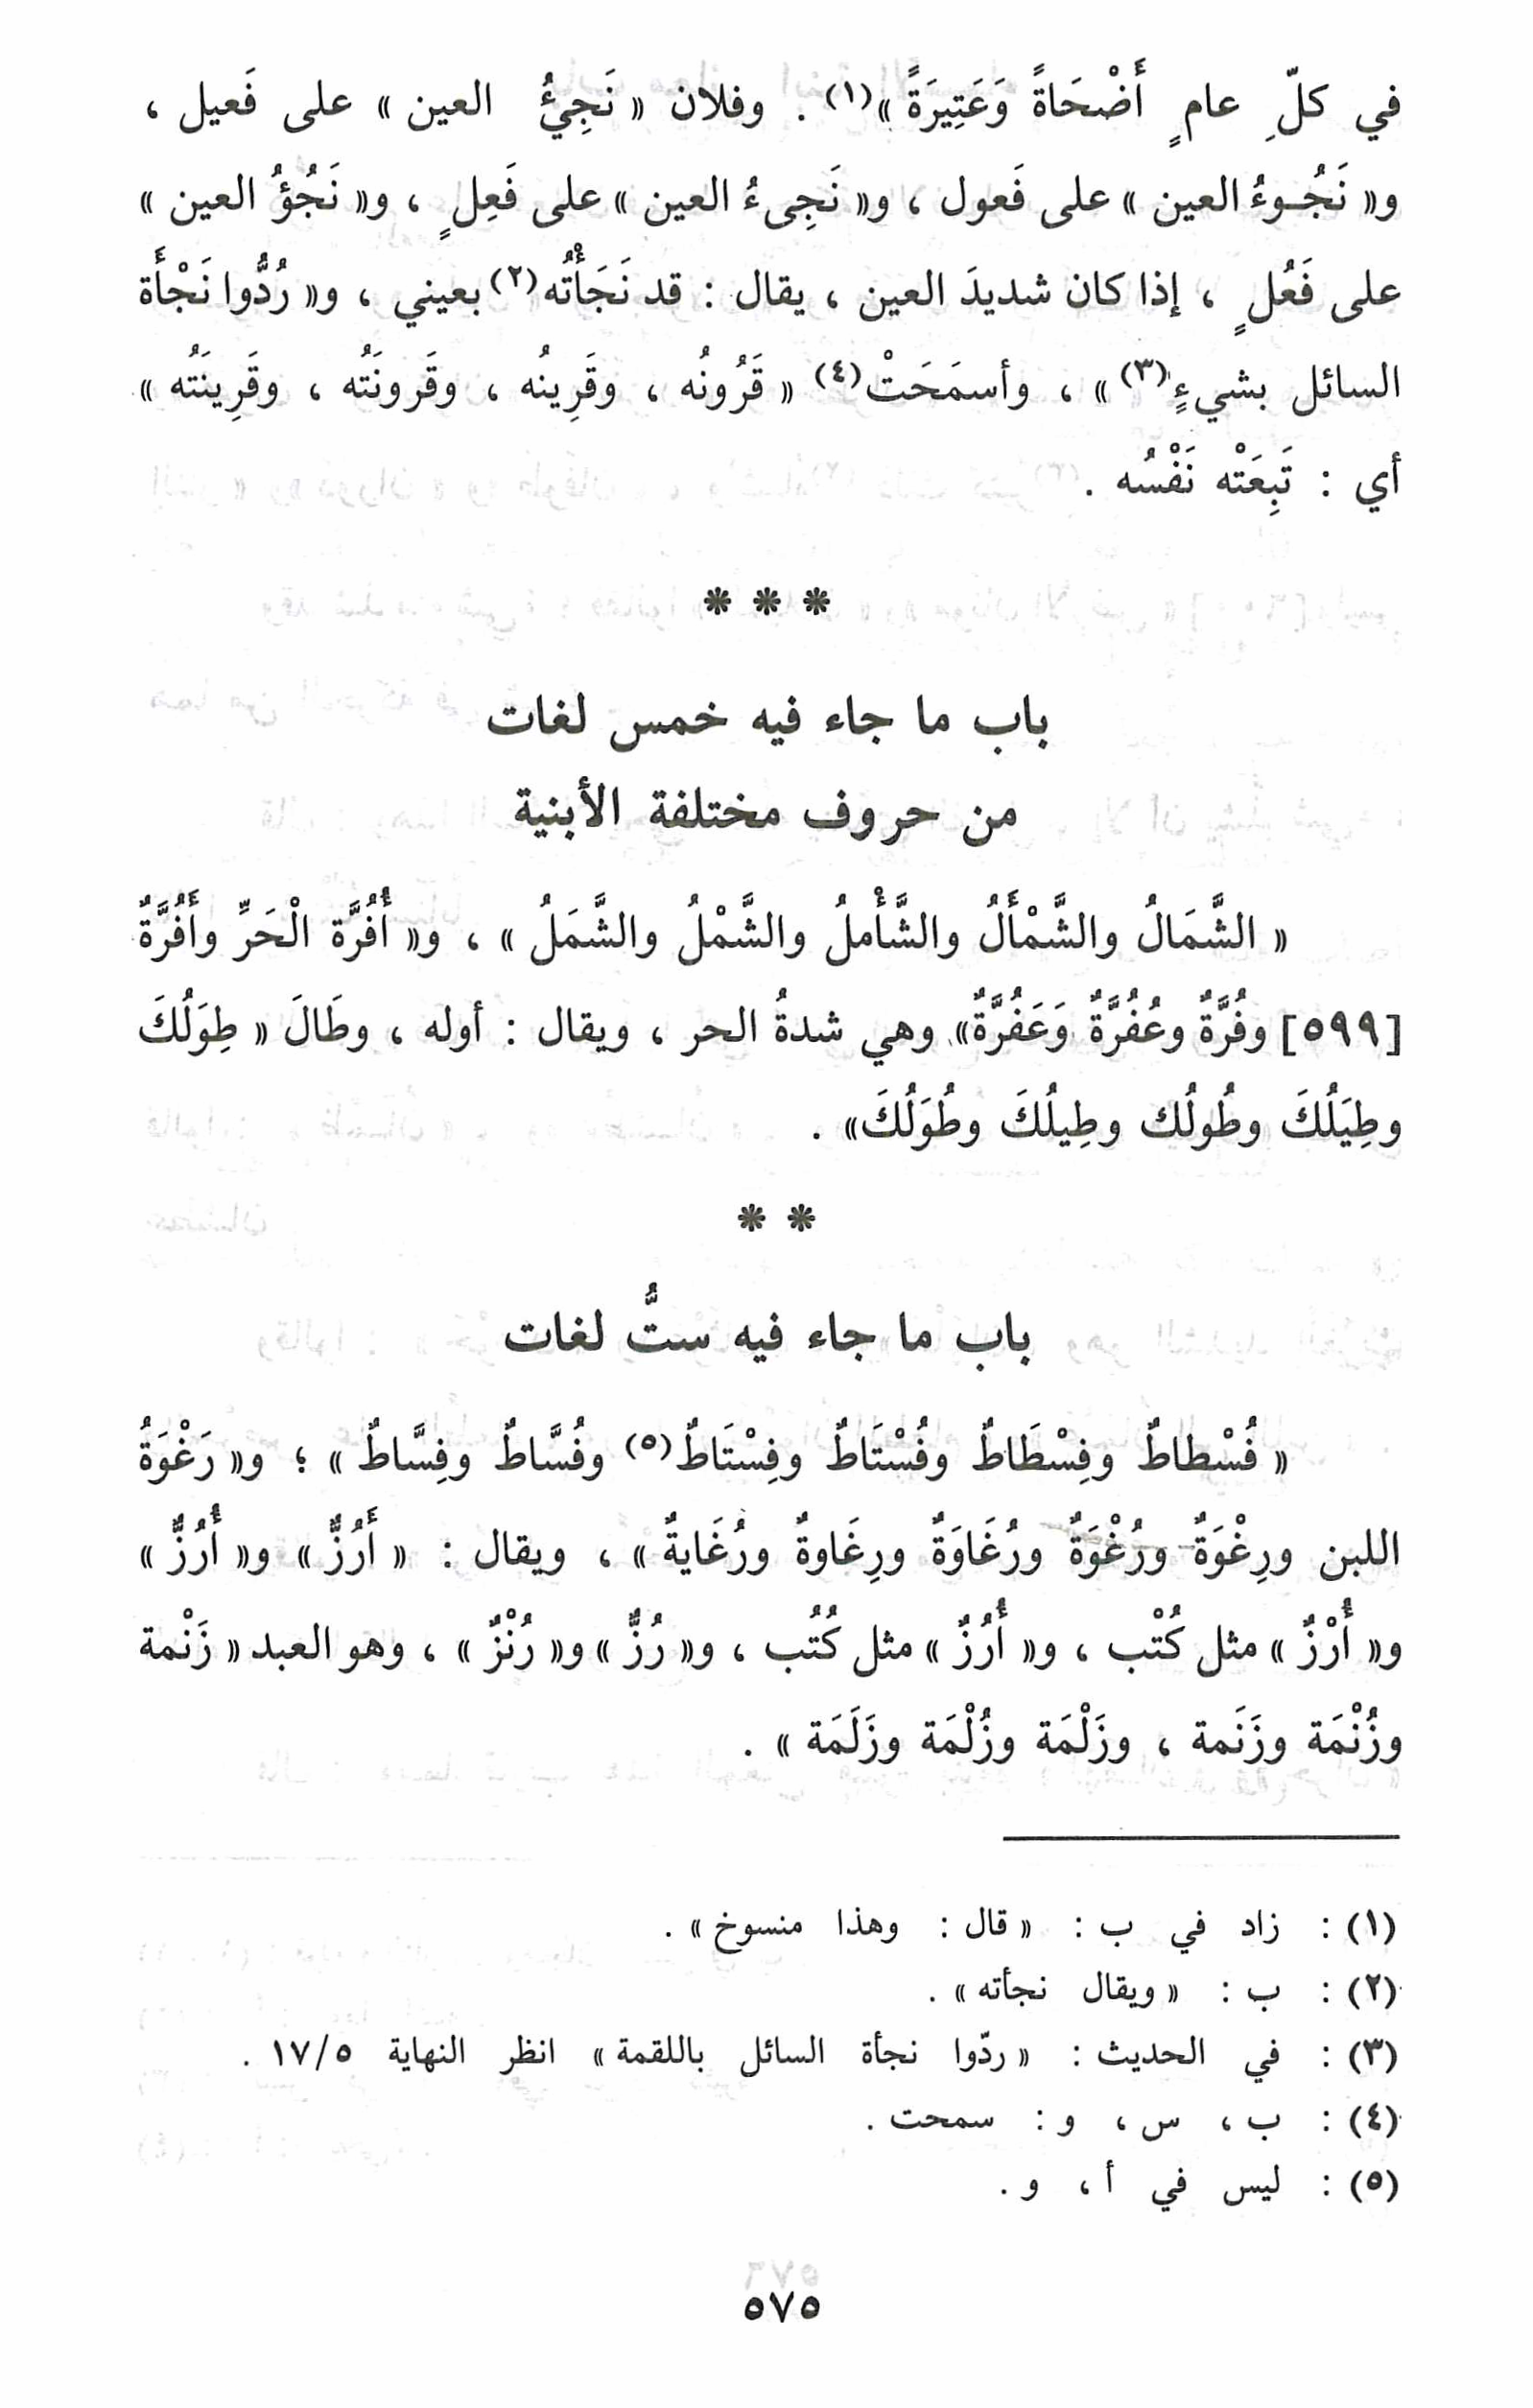 في كلِّ عامٍ أَضْحَاةً وَعَتِيرَةً »(١) . وفلان « نَجِيُّ العين » على فَعيل ،
و« نَجُوءُ العين » على فَعول ، و« نَجِىءُ العين » على فَعِلٍ ، و« نَجُؤُ العين »
على فَعُلٍ ، إذا كان شديدَ العين ، يقال : قد نَجَأْتُه(٢) بعيني ، و« رُدُّوا نَجْأَة
السائل بشيءٍ(٣) » ، وأسمَحَتْ(٤) « قَرُونُه ، وقَرِينُه ، وقَرونَتُه ، وقَرِينَتُه »
أي : تَبِعَتْه نَفْسُه .
* * *
باب ما جاء فيه خمس لغات
من حروف مختلفة الأبنية
« الشَّمَالُ والشَّمْأَلُ والشَّأْملُ والشَّمْلُ والشَّمَلُ » ، و« أُفُرَّة الْحَرِّ وأَفُرَّةٌ
[٥٩٩] وفُرَّةٌ وعُفُرَّةٌ وَعَفُرَّةٌ» وهي شدةُ الحر ، ويقال : أوله ، وطَالَ « طِوَلُكَ
وطِيَلُكَ وطُولُك وطِيلُكَ وطُوَلُكَ» .
* *
باب ما جاء فيه ستُّ لغات
« فُسْطاطٌ وفِسْطَاطٌ وفُسْتَاطٌ وفِسْتَاطٌ(٥) وفُسَّاطٌ وفِسَّاطٌ » ؛ و« رَغْوَةُ
اللبن ورِغْوَةٌ ورُغْوَةٌ ورُغَاوَةٌ ورِغَاوةٌ ورُغَايةٌ » ، ويقال : « أَرُزٌّ » و« أُرُزٌّ »
و« أُرْزٌ » مثل كُتْب ، و« أُرُزٌ » مثل كُتُب ، و« رُزٌّ » و« رُنْزٌ » ، وهو العبد « زَنْمة
وزُنْمَة وزَنَمة ، وزَلْمَة وزُلْمَة وزَلَمَة » .
(١) : زاد في ب : « قال : وهذا منسوخ » .
(٢) : ب : « ويقال نجأته » .
(٣) : في الحديث : « ردّوا نجأة السائل باللقمة » انظر النهاية ١٧/٥ .
(٤) : ب ، س ، و : سمحت .
(٥) : ليس في أ ، و .
٥٧٥